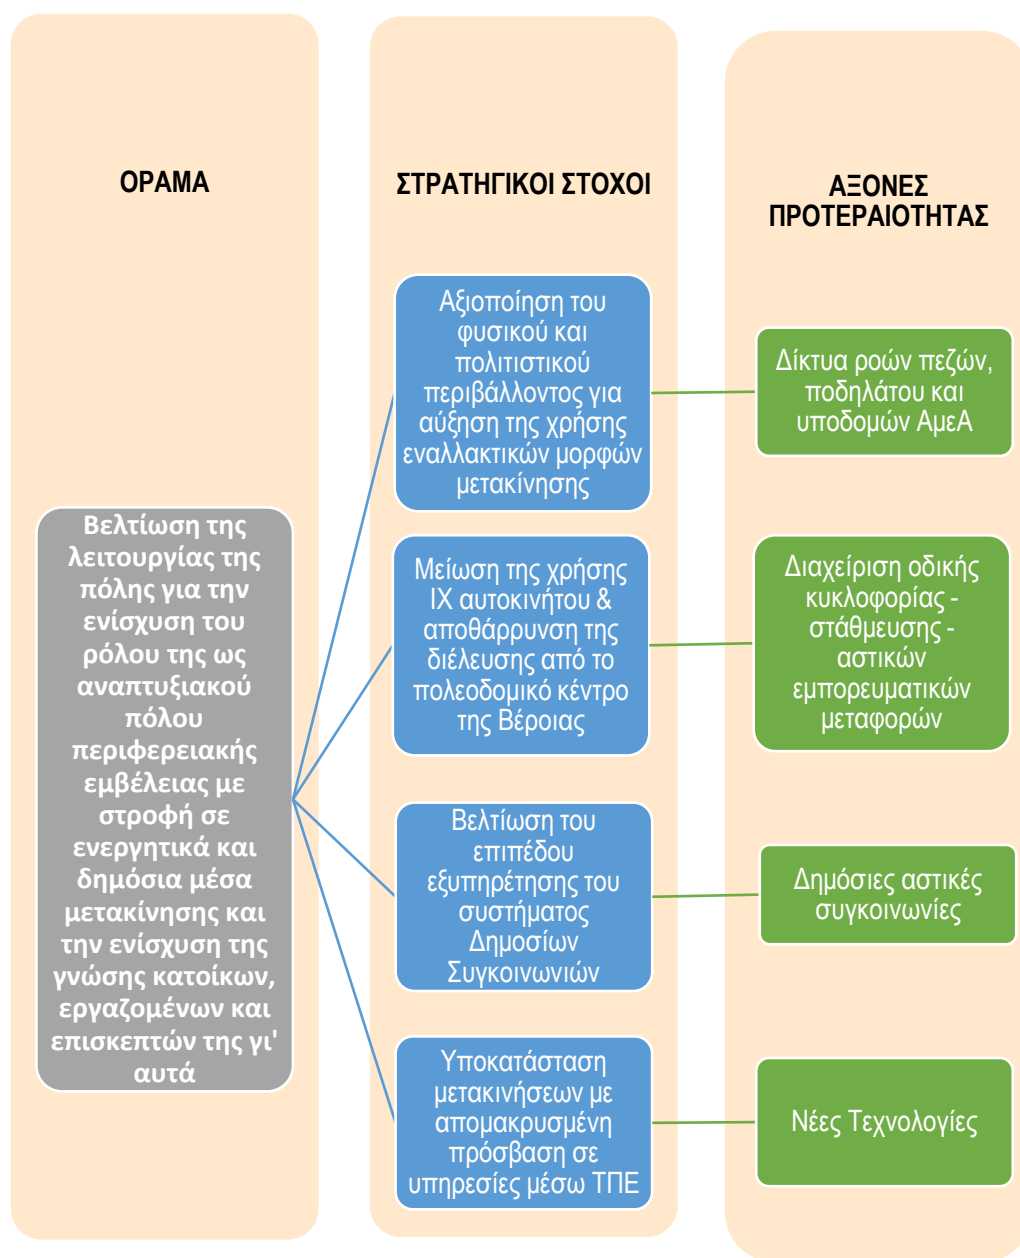 ΟΡΑΜΑ
Βελτίωση της
λειτουργίας της
πόλης για την
ενίσχυση του
ρόλου της ως
αναπτυξιακού
πόλου
περιφερειακής
εμβέλειας με
στροφή σε
ενεργητικά και
δημόσια μέσα
μετακίνησης και
την ενίσχυση της
γνώσης κατοίκων,
εργαζομένων και
επισκεπτών της γι'
αυτά
ΣΤΡΑΤΗΓΙΚΟΙ ΣΤΟΧΟΙ
Αξιοποίηση του
φυσικού και
πολιτιστικού
περιβάλλοντος για
αύξηση της χρήσης
εναλλακτικών μορφών
μετακίνησης
Μείωση της χρήσης
ΙΧ αυτοκινήτου &
αποθάρρυνση της
διέλευσης από το
πολεοδομικό κέντρο
της Βέροιας
Βελτίωση του
επιπέδου
εξυπηρέτησης του
συστήματος
Δημοσίων
Συγκοινωνιών
Υποκατάσταση
μετακινήσεων με
απομακρυσμένη
πρόσβαση σε
υπηρεσίες μέσω ΤΠΕ
ΑΞΟΝΕΣ
ΠΡΟΤΕΡΑΙΟΤΗΤΑΣ
Δίκτυα ροών πεζών,
ποδηλάτου και
υποδομών ΑμεΑ
Διαχείριση οδικής
κυκλοφορίας -
στάθμευσης -
αστικών
εμπορευματικών
μεταφορών
Δημόσιες αστικές
συγκοινωνίες
Νέες Τεχνολογίες